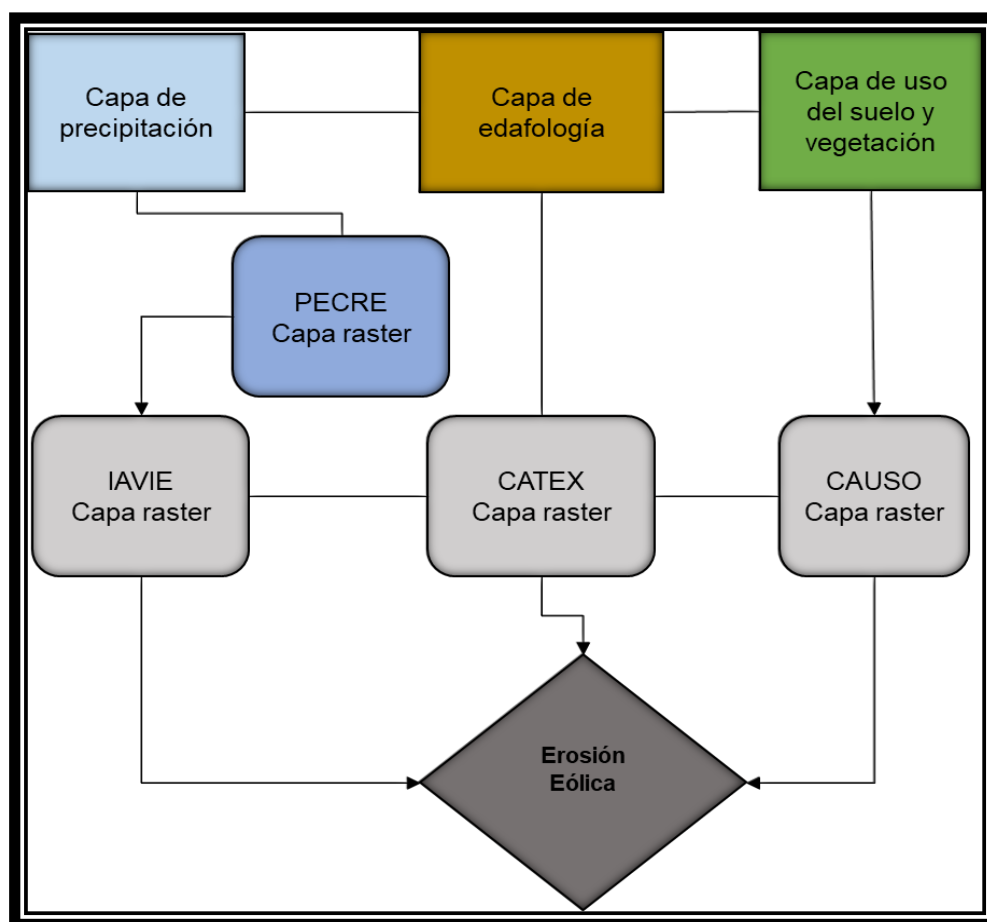 Capa de
precipitación
Capa de
edafología
Capa de uso
del suelo y
vegetación
PECRE
Capa raster
IAVIE
Capa raster
CATEX
Capa raster
CAUSO
Capa raster
Erosión
Eólica